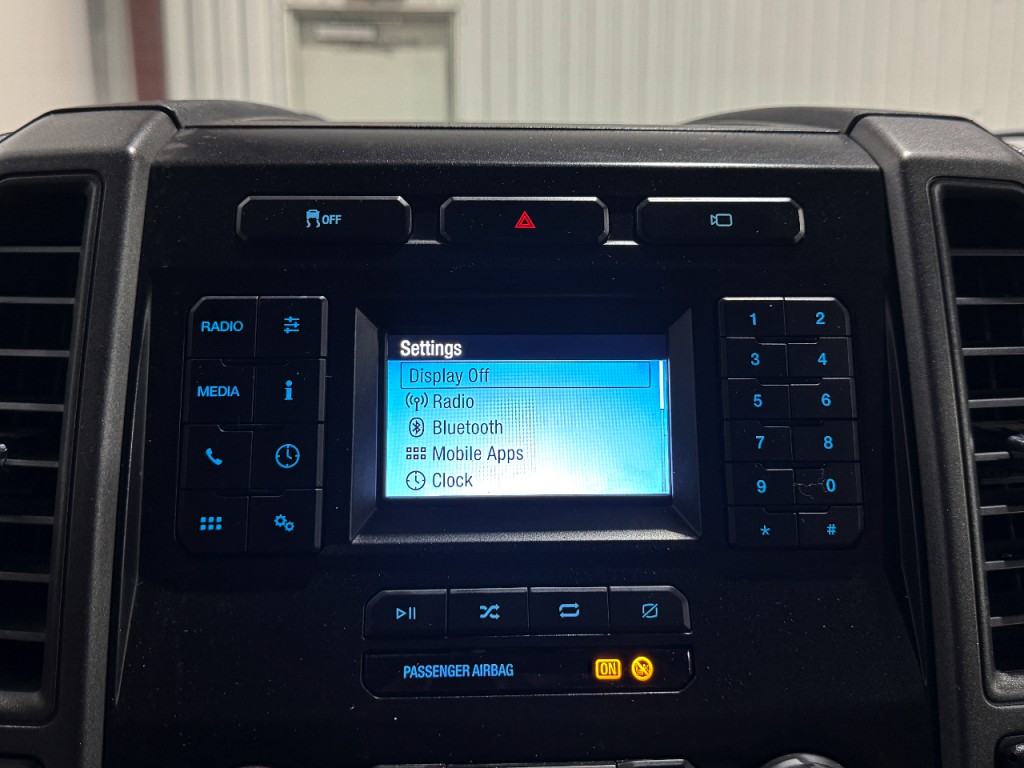 OFF
RADIO
MEDIA
i
Settings
Display Off
Radio
Bluetooth
Mobile Apps
Clock
1 2
3 4
5 6
7 8
9 0
* #
PASSENGER AIRBAG ON